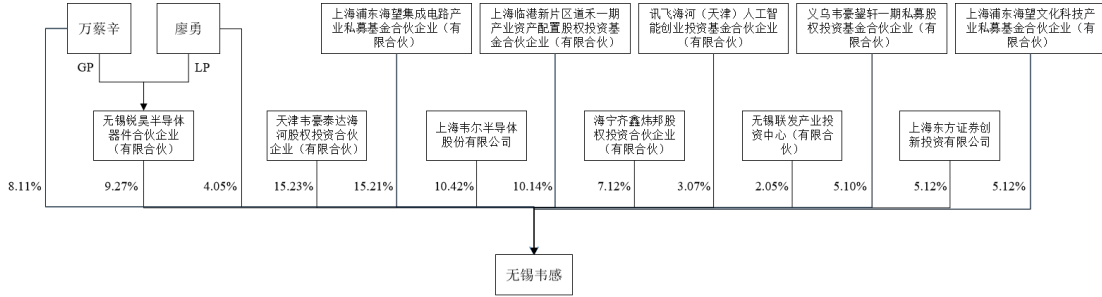 万蔡辛
廖勇
上海浦东海望集成电路产
业私募基金合伙企业（有
限合伙）
上海临港新片区道禾一期
产业资产配置股权投资基
金合伙企业（有限合伙）
讯飞海河（天津）人工智
能创业投资基金合伙企业
（有限合伙）
义乌韦豪鋆轩一期私募股
权投资基金合伙企业（有
限合伙）
上海浦东海望文化科技产
业私募基金合伙企业（有
限合伙）
GP
LP
无锡锐昊半导体
器件合伙企业
（有限合伙）
天津韦豪泰达海
河股权投资合伙
企业（有限合伙）
上海韦尔半导体
股份有限公司
海宁齐鑫炜邦股
权投资合伙企业
（有限合伙）
无锡联发产业投
资中心（有限合
伙）
上海东方证券创
新投资有限公司
8.11%
9.27%
4.05%
15.23%
15.21%
10.42%
10.14%
7.12%
3.07%
2.05%
5.10%
5.12%
5.12%
无锡韦感